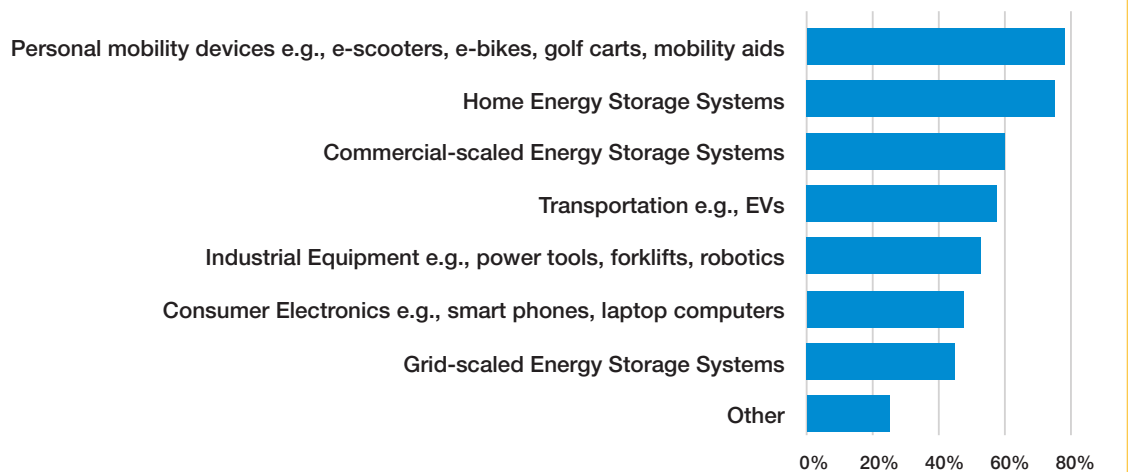 Personal mobility devices e.g., e-scooters, e-bikes, golf carts, mobility aids
Home Energy Storage Systems
Commercial-scaled Energy Storage Systems
Transportation e.g., EVs
Industrial Equipment e.g., power tools, forklifts, robotics
Consumer Electronics e.g., smart phones, laptop computers
Grid-scaled Energy Storage Systems
Other
0% 20% 40% 60% 80%